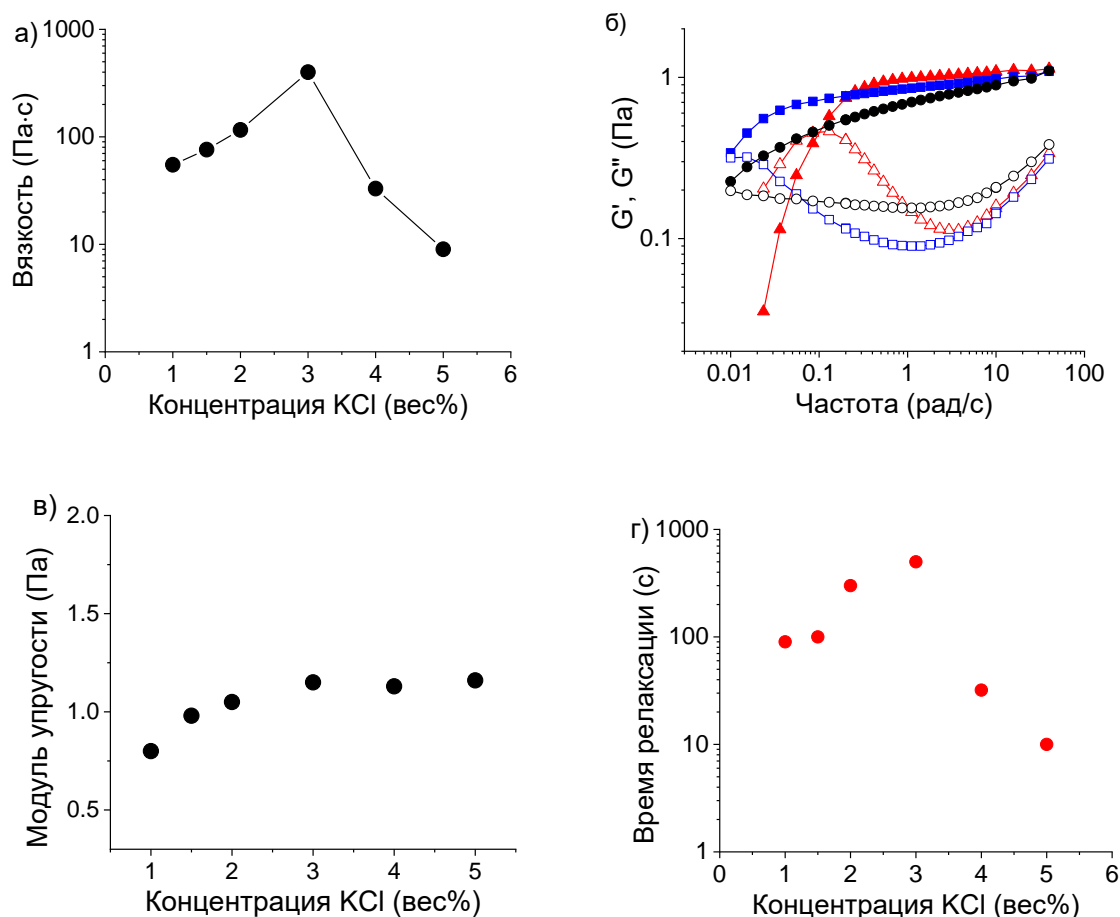 а)
1000
100
10
1
0 1 2 3 4 5 6
Вязкость (Па·с)
Концентрация KCl (вес%)
б)
1
0.1
0.01 0.1 1 10 100
G', G" (Па)
Частота (рад/с)
в)
2.0
1.5
1.0
0.5
1 2 3 4 5
Модуль упругости (Па)
Концентрация KCl (вес%)
г)
1000
100
10
1
0 1 2 3 4 5 6
Время релаксации (с)
Концентрация KCl (вес%)